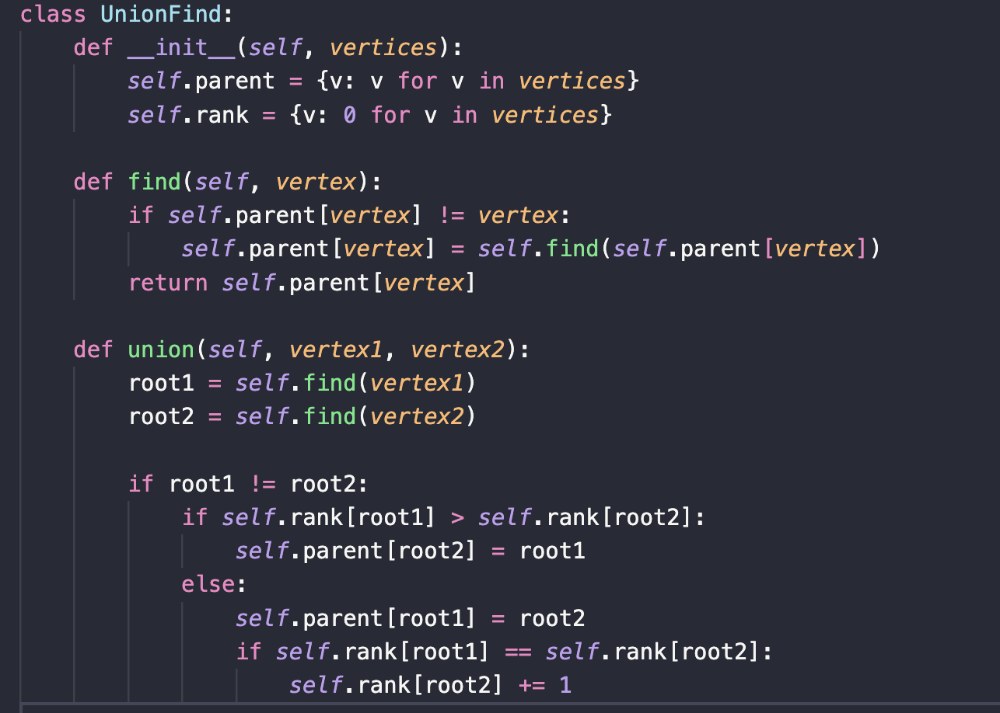 class UnionFind:
    def __init__(self, vertices):
        self.parent = {v: v for v in vertices}
        self.rank = {v: 0 for v in vertices}

    def find(self, vertex):
        if self.parent[vertex] != vertex:
            self.parent[vertex] = self.find(self.parent[vertex])
        return self.parent[vertex]

    def union(self, vertex1, vertex2):
        root1 = self.find(vertex1)
        root2 = self.find(vertex2)

        if root1 != root2:
            if self.rank[root1] > self.rank[root2]:
                self.parent[root2] = root1
            else:
                self.parent[root1] = root2
                if self.rank[root1] == self.rank[root2]:
                    self.rank[root2] += 1